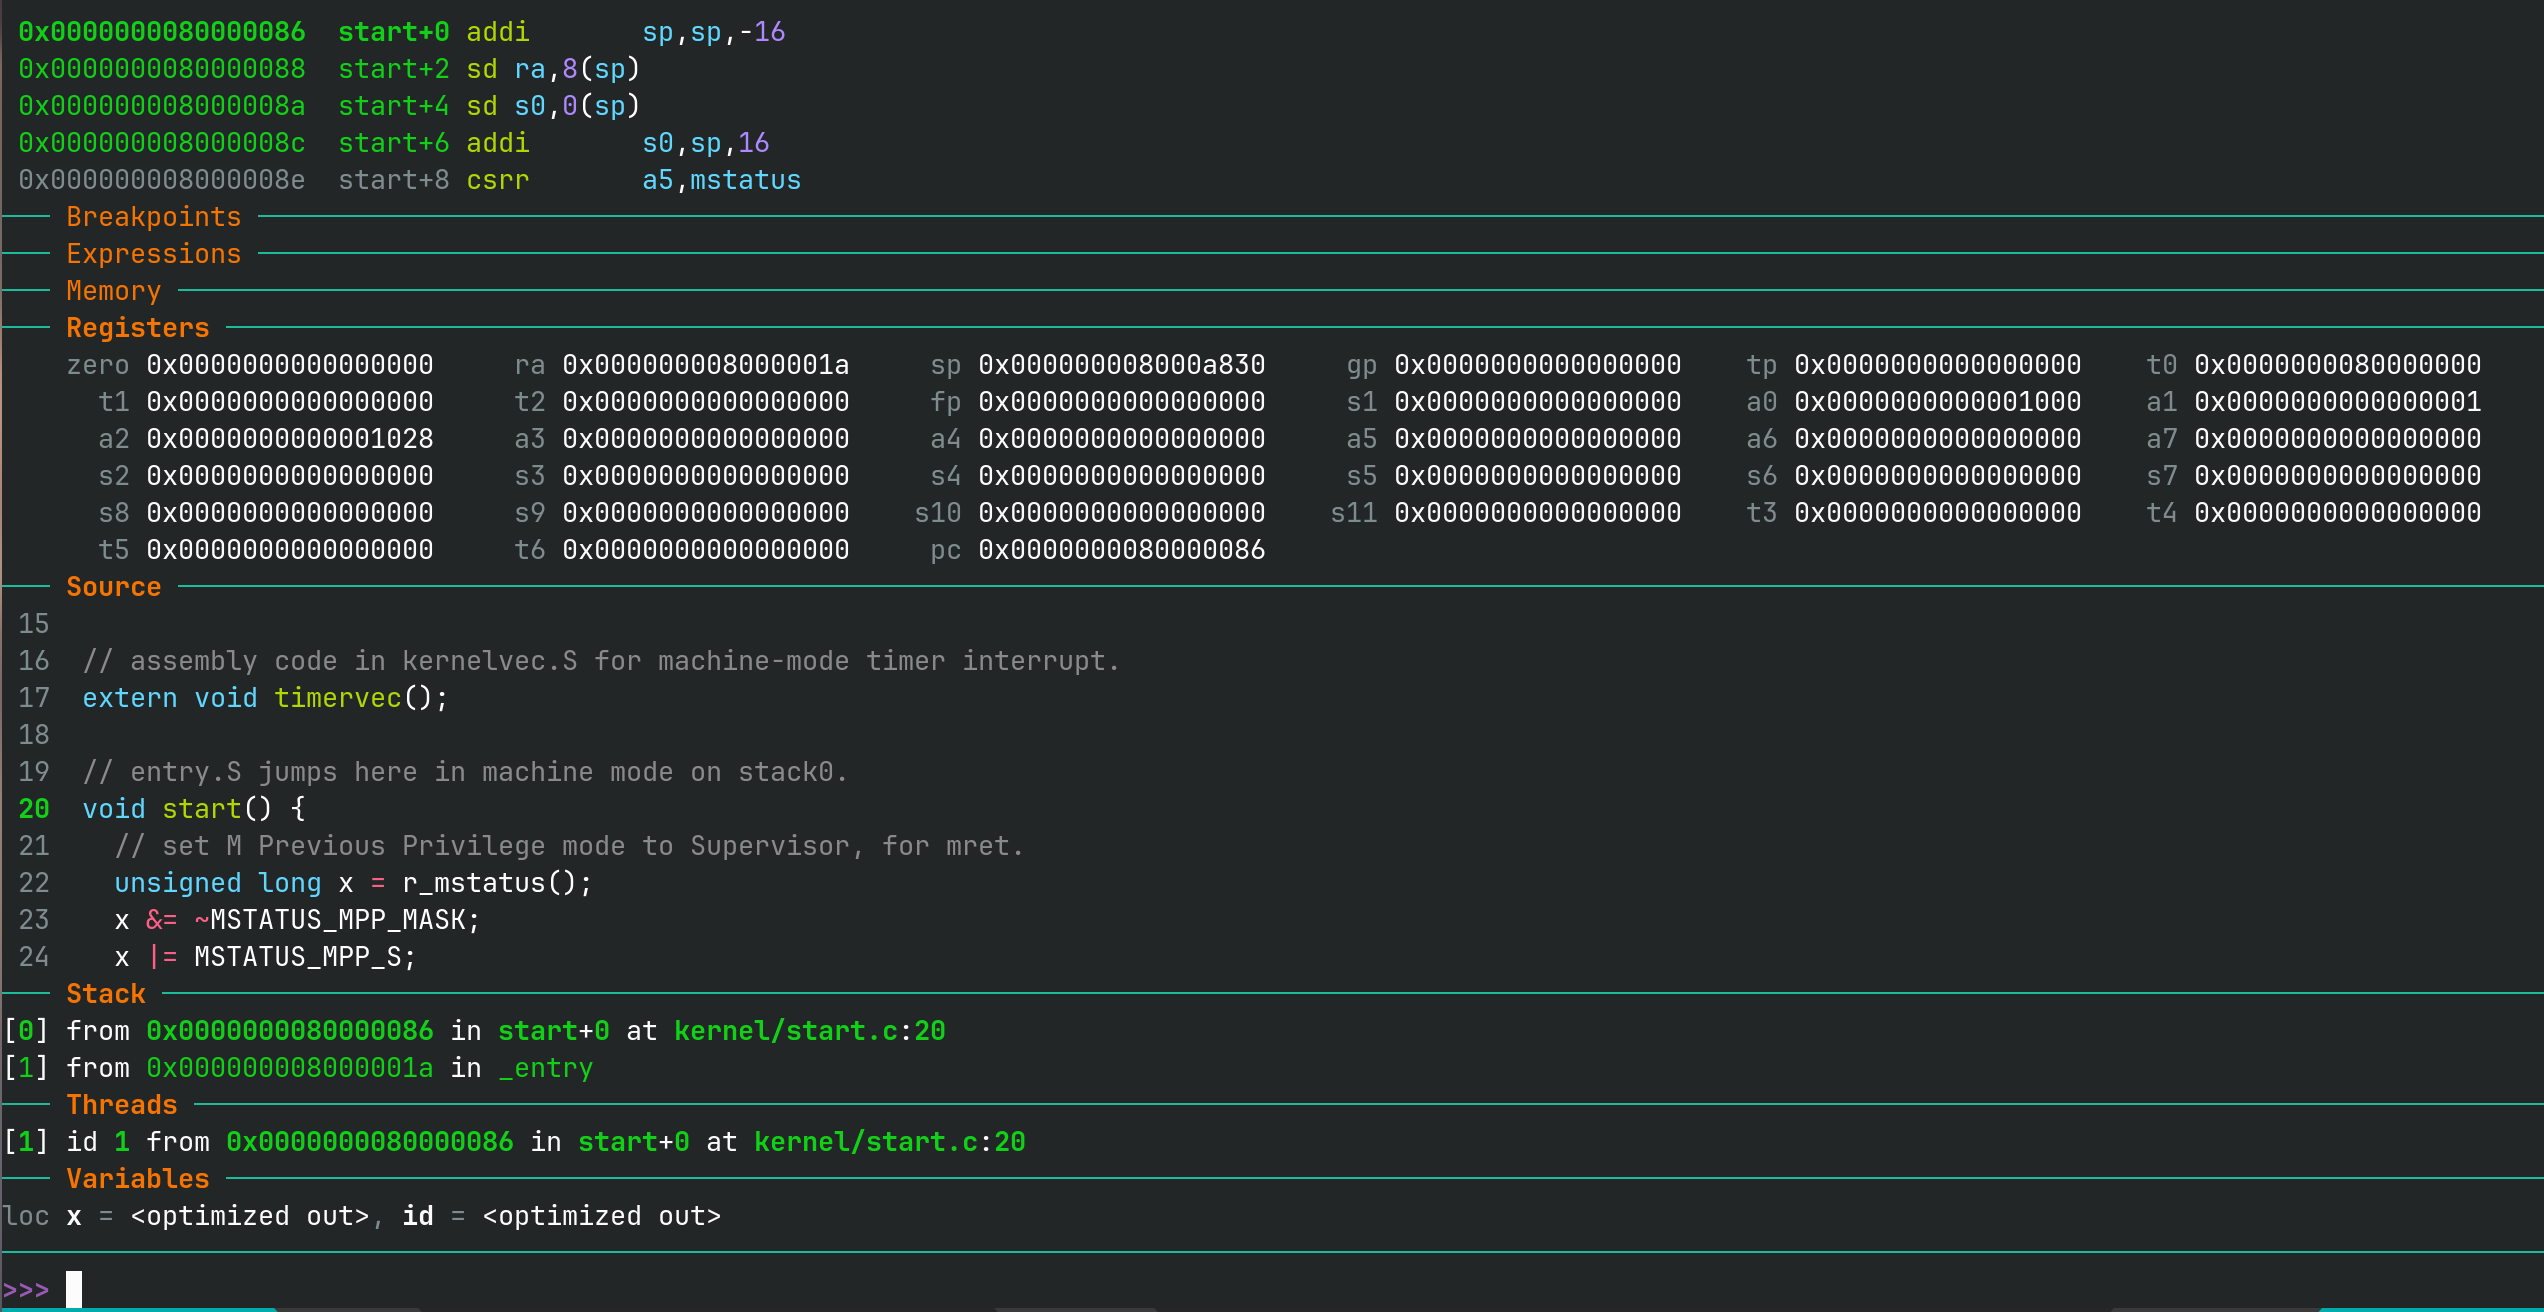 0x0000000080000086  start+0 addi       sp,sp,-16
0x0000000080000088  start+2 sd ra,8(sp)
0x000000008000008a  start+4 sd s0,0(sp)
0x000000008000008c  start+6 addi       s0,sp,16
0x000000008000008e  start+8 csrr       a5,mstatus
Breakpoints
Expressions
Memory
Registers
zero 0x0000000000000000     ra 0x000000008000001a     sp 0x000000008000a830     gp 0x0000000000000000    tp 0x0000000000000000    t0 0x0000000080000000
t1 0x0000000000000000     t2 0x0000000000000000     fp 0x0000000000000000     s1 0x0000000000000000    a0 0x0000000000001000    a1 0x0000000000000001
a2 0x0000000000001028     a3 0x0000000000000000     a4 0x0000000000000000     a5 0x0000000000000000    a6 0x0000000000000000    a7 0x0000000000000000
s2 0x0000000000000000     s3 0x0000000000000000     s4 0x0000000000000000     s5 0x0000000000000000    s6 0x0000000000000000    s7 0x0000000000000000
s8 0x0000000000000000     s9 0x0000000000000000    s10 0x0000000000000000    s11 0x0000000000000000    t3 0x0000000000000000    t4 0x0000000000000000
t5 0x0000000000000000     t6 0x0000000000000000     pc 0x0000000080000086
Source
15
16  // assembly code in kernelvec.S for machine-mode timer interrupt.
17  extern void timervec();
18
19  // entry.S jumps here in machine mode on stack0.
20  void start() {
21    // set M Previous Privilege mode to Supervisor, for mret.
22    unsigned long x = r_mstatus();
23    x &= ~MSTATUS_MPP_MASK;
24    x |= MSTATUS_MPP_S;
Stack
[0] from 0x0000000080000086 in start+0 at kernel/start.c:20
[1] from 0x000000008000001a in _entry
Threads
[1] id 1 from 0x0000000080000086 in start+0 at kernel/start.c:20
Variables
loc x = <optimized out>, id = <optimized out>
>>>